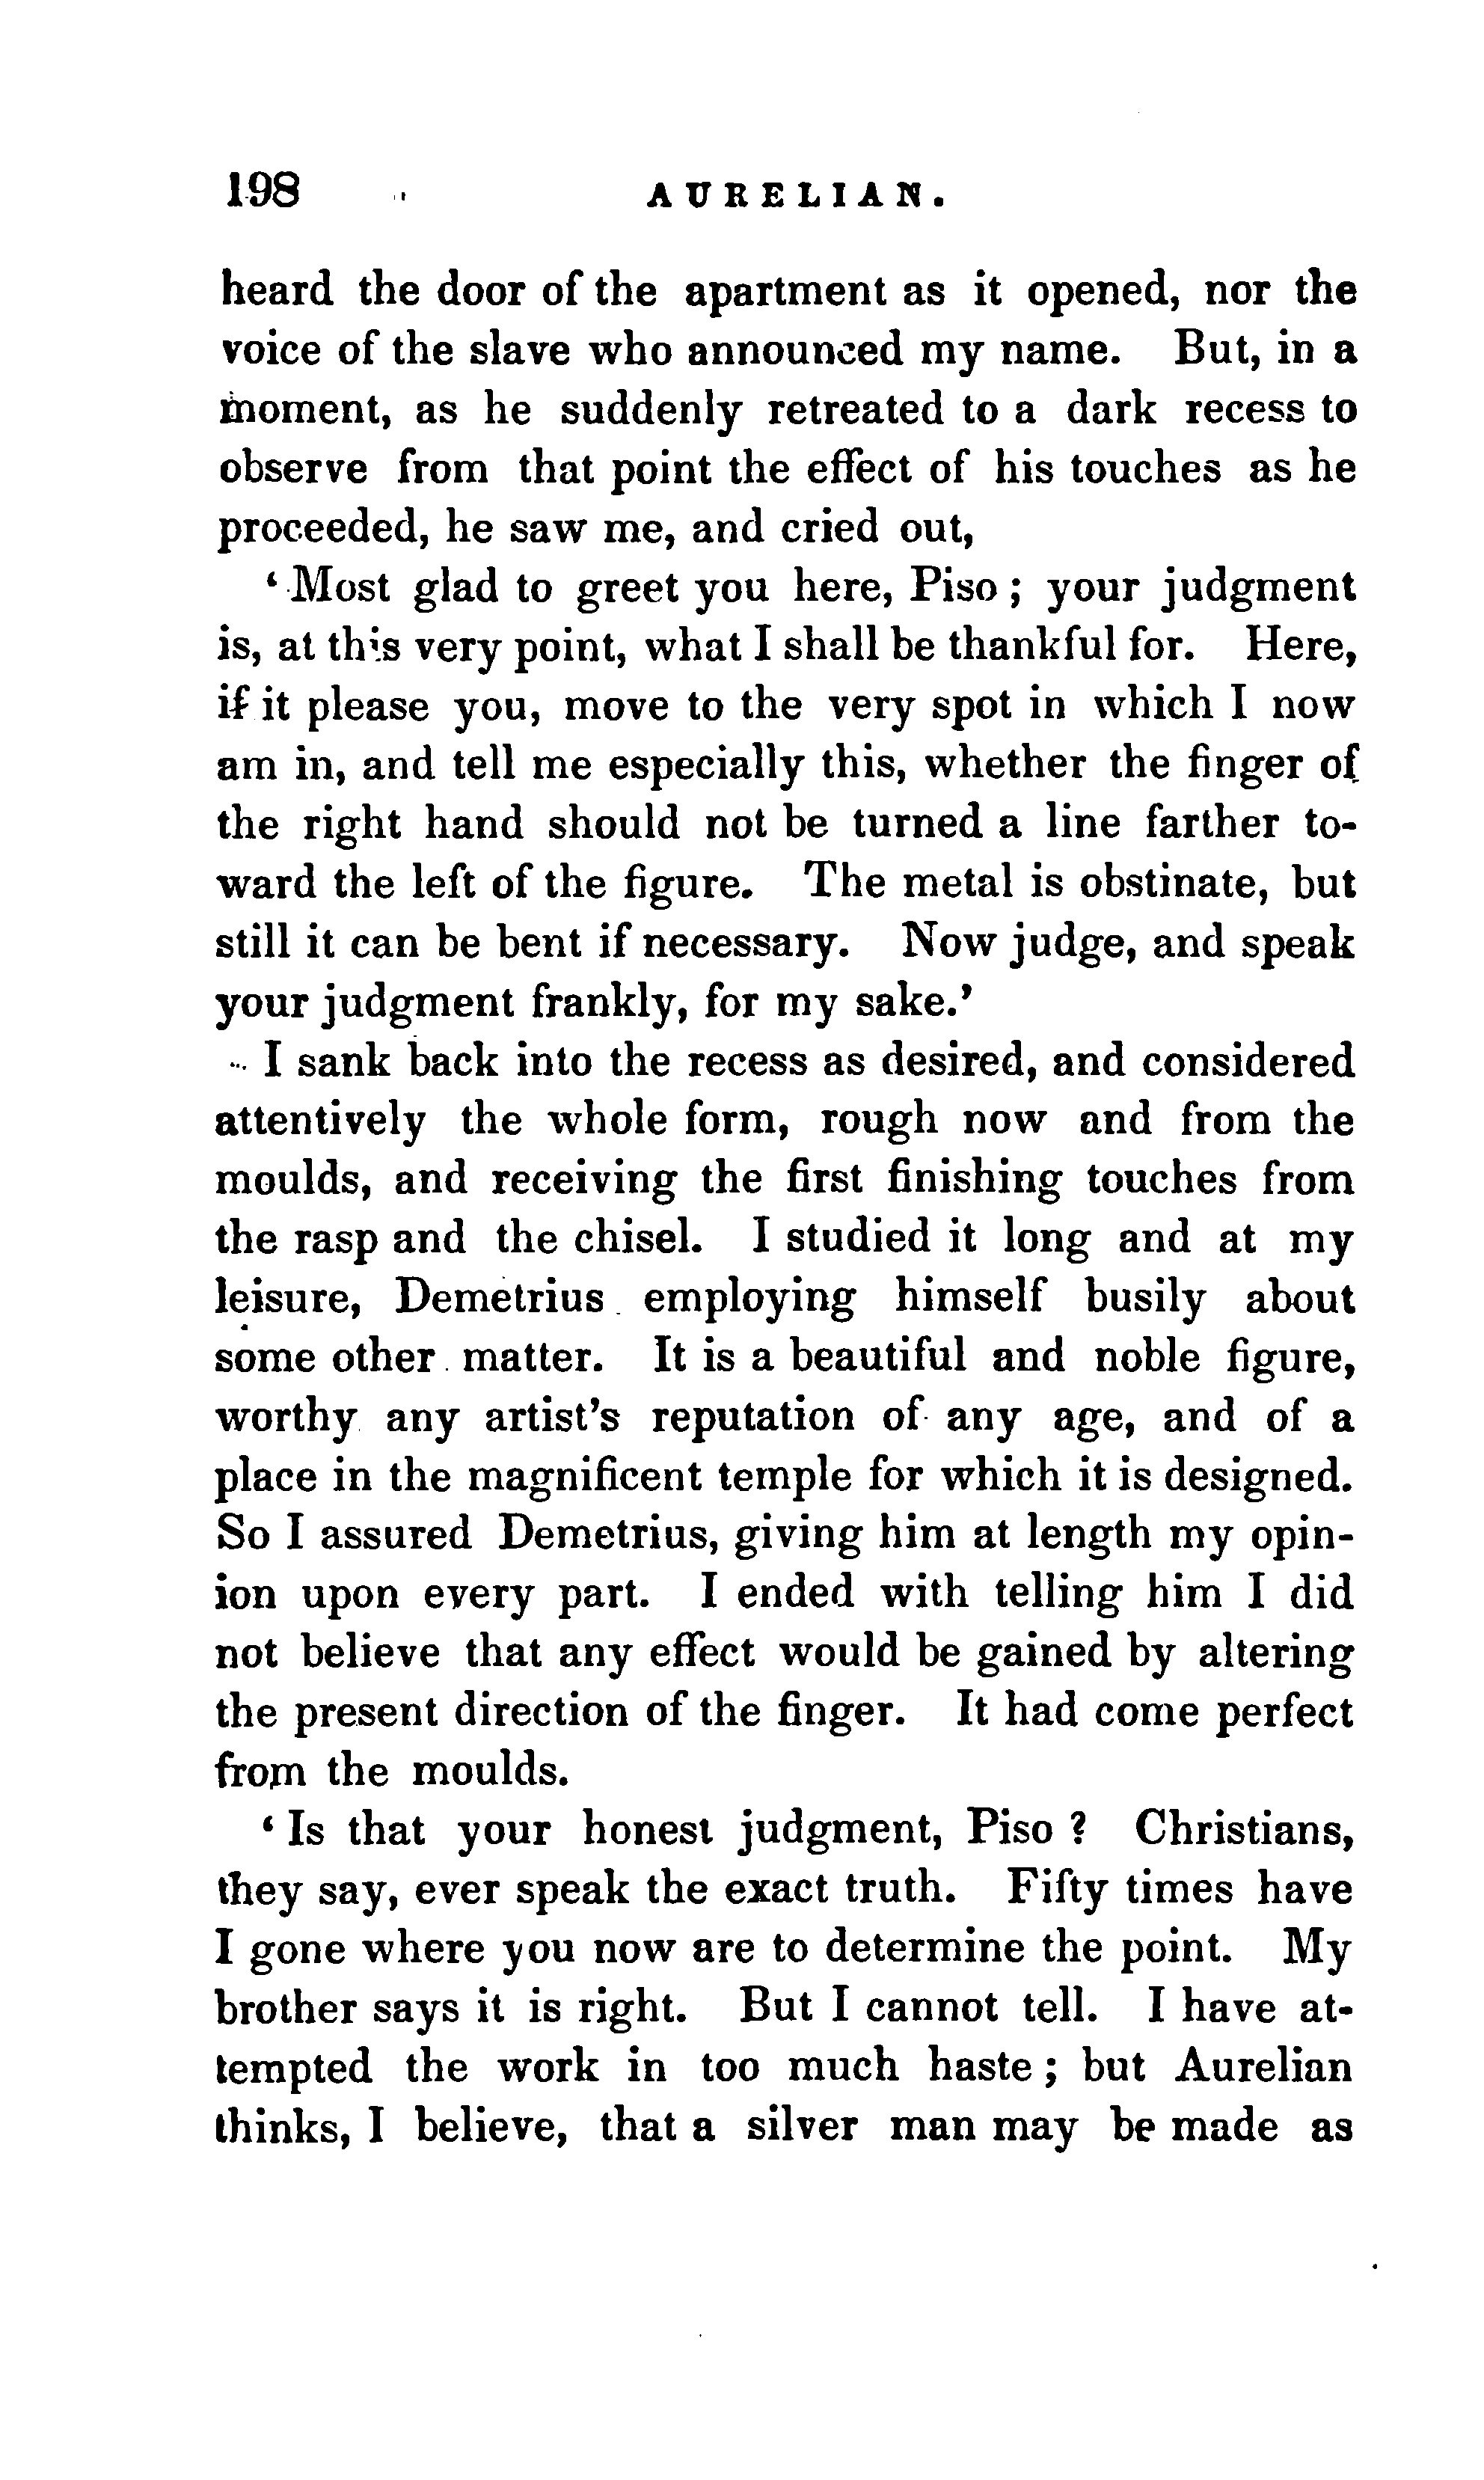 198 AURELIAN.
heard the door of the apartment as it opened, nor the
voice of the slave who announced my name. But, in a
moment, as he suddenly retreated to a dark recess to
observe from that point the effect of his touches as he
proceeded, he saw me, and cried out,
‘Most glad to greet you here, Piso; your judgment
is, at this very point, what I shall be thankful for. Here,
if it please you, move to the very spot in which I now
am in, and tell me especially this, whether the finger of
the right hand should not be turned a line farther to-
ward the left of the figure. The metal is obstinate, but
still it can be bent if necessary. Now judge, and speak
your judgment frankly, for my sake.’
I sank back into the recess as desired, and considered
attentively the whole form, rough now and from the
moulds, and receiving the first finishing touches from
the rasp and the chisel. I studied it long and at my
leisure, Demetrius employing himself busily about
some other matter. It is a beautiful and noble figure,
worthy any artist’s reputation of any age, and of a
place in the magnificent temple for which it is designed.
So I assured Demetrius, giving him at length my opin-
ion upon every part. I ended with telling him I did
not believe that any effect would be gained by altering
the present direction of the finger. It had come perfect
from the moulds.
‘Is that your honest judgment, Piso? Christians,
they say, ever speak the exact truth. Fifty times have
I gone where you now are to determine the point. My
brother says it is right. But I cannot tell. I have at-
tempted the work in too much haste; but Aurelian
thinks, I believe, that a silver man may be made as